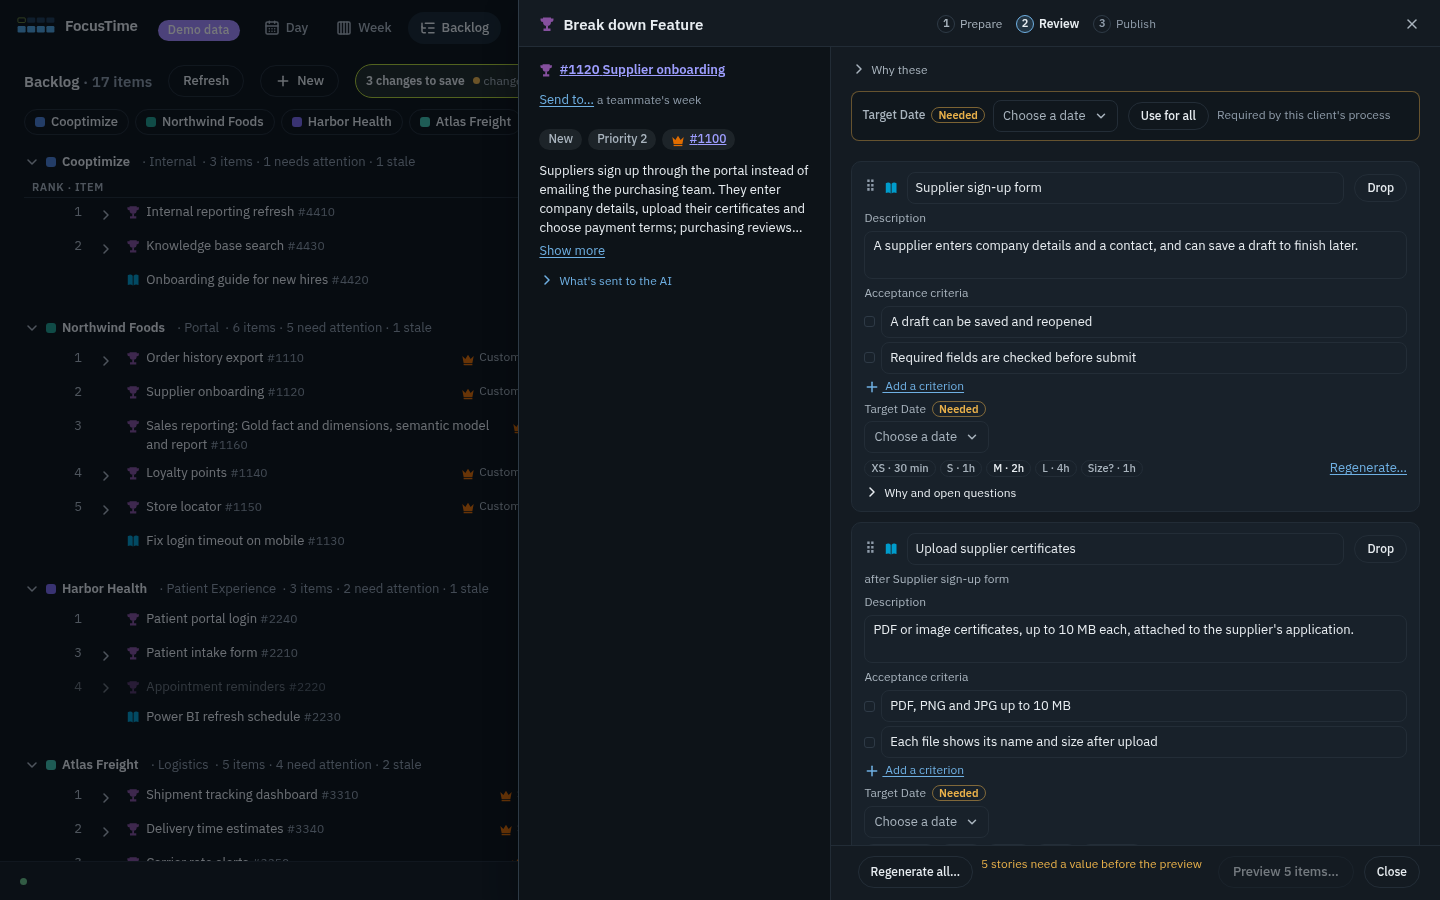 FocusTime
Demo data
Day
Week
Backlog
Backlog · 17 items
Refresh
New
3 changes to save
Cooptimize
Northwind Foods
Harbor Health
Atlas Freight
Cooptimize · Internal · 3 items · 1 needs attention · 1 stale
RANK · ITEM
1 Internal reporting refresh #4410
2 Knowledge base search #4430
Onboarding guide for new hires #4420
Northwind Foods · Portal · 6 items · 5 need attention · 1 stale
1 Order history export #1110
2 Supplier onboarding #1120
3 Sales reporting: Gold fact and dimensions, semantic model
and report #1160
4 Loyalty points #1140
5 Store locator #1150
Fix login timeout on mobile #1130
Harbor Health · Patient Experience · 3 items · 2 need attention · 1 stale
1 Patient portal login #2240
3 Patient intake form #2210
4 Appointment reminders #2220
Power BI refresh schedule #2230
Atlas Freight · Logistics · 5 items · 4 need attention · 2 stale
1 Shipment tracking dashboard #3310
2 Delivery time estimates #3340
Break down Feature
1 Prepare
2 Review
3 Publish
#1120 Supplier onboarding
Send to... a teammate's week
New
Priority 2
#1100
Suppliers sign up through the portal instead of
emailing the purchasing team. They enter
company details, upload their certificates and
choose payment terms; purchasing reviews...
Show more
What's sent to the AI
Why these
Target Date Needed Choose a date Use for all Required by this client's process
Supplier sign-up form
Drop
Description
A supplier enters company details and a contact, and can save a draft to finish later.
Acceptance criteria
A draft can be saved and reopened
Required fields are checked before submit
Add a criterion
Target Date Needed
Choose a date
XS · 30 min S · 1h M · 2h L · 4h Size? · 1h
Regenerate...
Why and open questions
Upload supplier certificates
Drop
after Supplier sign-up form
Description
PDF or image certificates, up to 10 MB each, attached to the supplier's application.
Acceptance criteria
PDF, PNG and JPG up to 10 MB
Each file shows its name and size after upload
Add a criterion
Target Date Needed
Choose a date
Regenerate all...
5 stories need a value before the preview
Preview 5 items...
Close